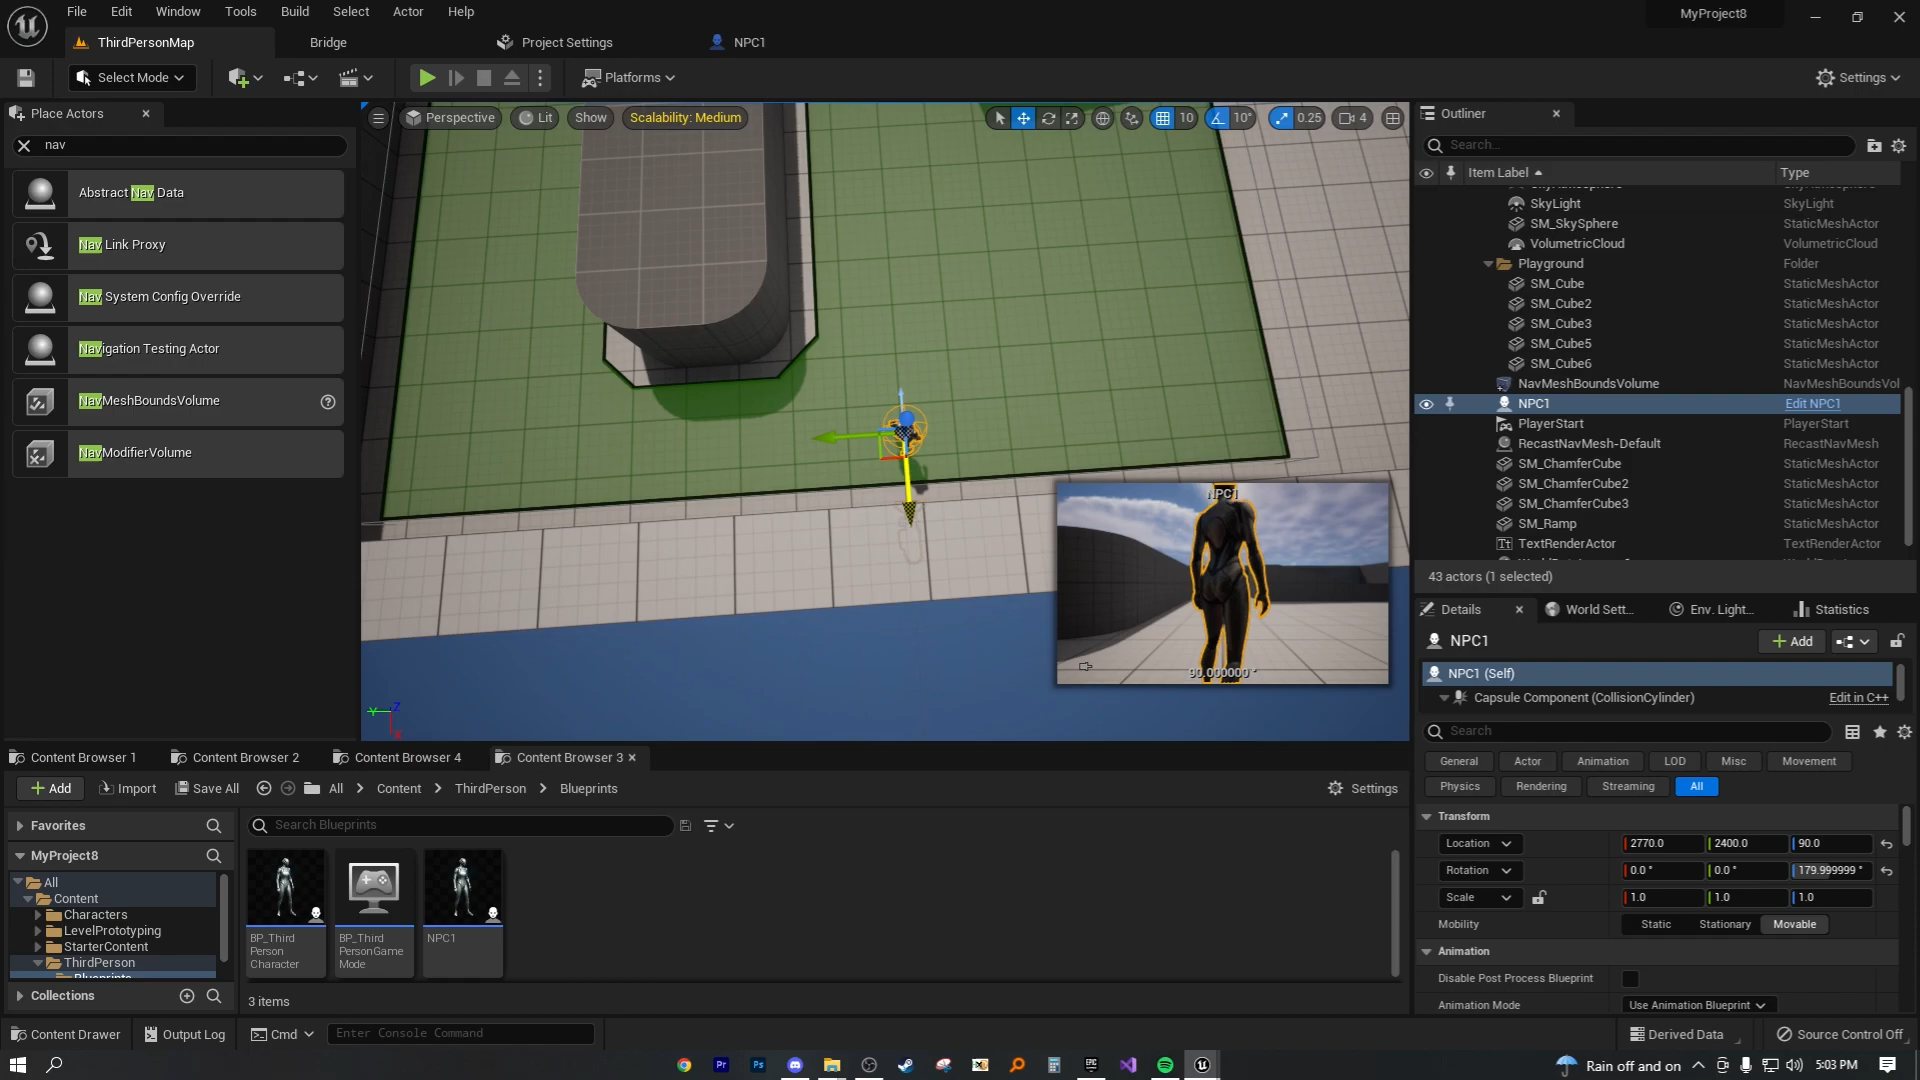 File Edit Window Tools Build Select Actor Help
MyProject8
ThirdPersonMap
Bridge
Project Settings
NPC1
Select Mode
Platforms
Settings
Place Actors
nav
Abstract Nav Data
Nav Link Proxy
Nav System Config Override
Navigation Testing Actor
NavMeshBoundsVolume
NavModifierVolume
Perspective
Lit
Show
Scalability: Medium
10
10°
0.25
4
NPC1
90.000000 °
Y Z
X
Outliner
Search...
Item Label
Type
SkyLight SkyLight
SM_SkySphere StaticMeshActor
VolumetricCloud VolumetricCloud
Playground Folder
SM_Cube StaticMeshActor
SM_Cube2 StaticMeshActor
SM_Cube3 StaticMeshActor
SM_Cube5 StaticMeshActor
SM_Cube6 StaticMeshActor
NavMeshBoundsVolume NavMeshBoundsVol
NPC1 Edit NPC1
PlayerStart PlayerStart
RecastNavMesh-Default RecastNavMesh
SM_ChamferCube StaticMeshActor
SM_ChamferCube2 StaticMeshActor
SM_ChamferCube3 StaticMeshActor
SM_Ramp StaticMeshActor
TextRenderActor TextRenderActor
43 actors (1 selected)
Details
World Sett...
Env. Light...
Statistics
NPC1
Add
NPC1 (Self)
Capsule Component (CollisionCylinder) Edit in C++
Search
General Actor Animation LOD Misc Movement
Physics Rendering Streaming All
Transform
Location 2770.0 2400.0 90.0
Rotation 0.0 ° 0.0 ° 179.999999 °
Scale 1.0 1.0 1.0
Mobility Static Stationary Movable
Animation
Disable Post Process Blueprint
Animation Mode Use Animation Blueprint
Content Browser 1
Content Browser 2
Content Browser 4
Content Browser 3
Add
Import
Save All
All > Content > ThirdPerson > Blueprints
Settings
Favorites
MyProject8
All
Content
Characters
LevelPrototyping
StarterContent
ThirdPerson
Blueprints
Collections
Search Blueprints
BP_Third
Person
Character
BP_Third
PersonGame
Mode
NPC1
3 items
Content Drawer
Output Log
Cmd
Enter Console Command
Derived Data
Source Control Off
Pr
Ps
Rain off and on
5:03 PM